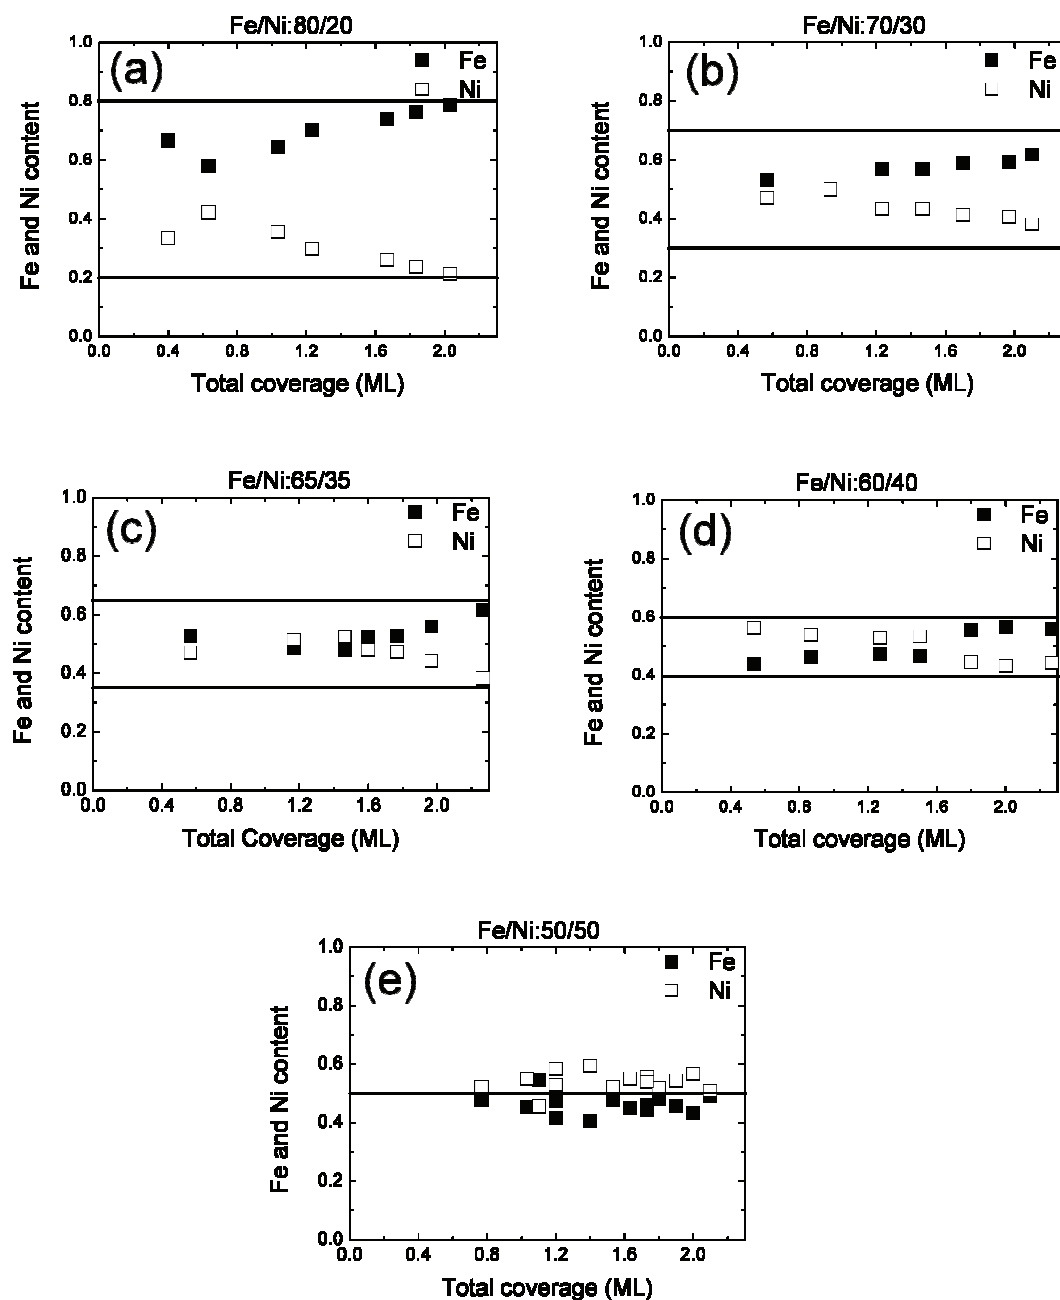 Fe/Ni:80/20
(a)
Fe
Ni
Fe and Ni content
1.0
0.8
0.6
0.4
0.2
0.0
0.0 0.4 0.8 1.2 1.6 2.0
Total coverage (ML)
Fe/Ni:70/30
(b)
Fe
Ni
Fe and Ni content
1.0
0.8
0.6
0.4
0.2
0.0
0.0 0.4 0.8 1.2 1.6 2.0
Total coverage (ML)
Fe/Ni:65/35
(c)
Fe
Ni
Fe and Ni content
1.0
0.8
0.6
0.4
0.2
0.0
0.0 0.4 0.8 1.2 1.6 2.0
Total Coverage (ML)
Fe/Ni:60/40
(d)
Fe
Ni
Fe and Ni content
1.0
0.8
0.6
0.4
0.2
0.0
0.0 0.4 0.8 1.2 1.6 2.0
Total coverage (ML)
Fe/Ni:50/50
(e)
Fe
Ni
Fe and Ni content
1.0
0.8
0.6
0.4
0.2
0.0
0.0 0.4 0.8 1.2 1.6 2.0
Total coverage (ML)